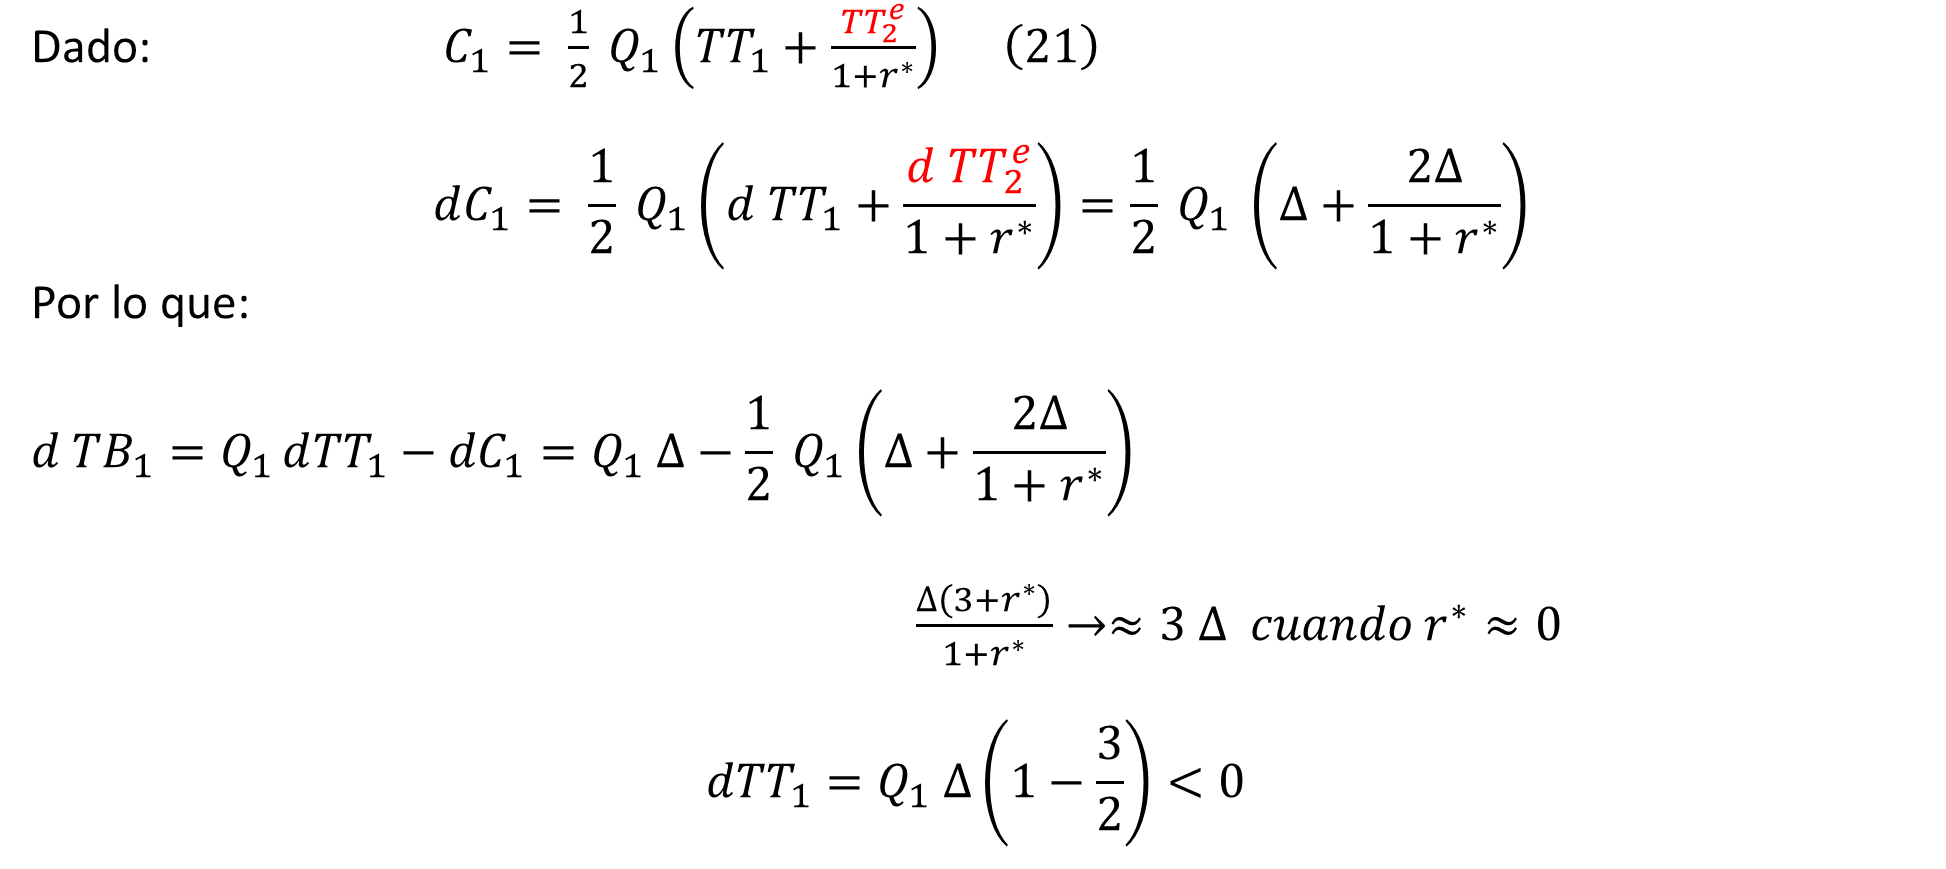 Dado: C₁ = 1/2 Q₁ (TT₁ + TT₂ᵉ/(1+r*)) (21)
dC₁ = 1/2 Q₁ (d TT₁ + d TT₂ᵉ/(1 + r*)) = 1/2 Q₁ (Δ + 2Δ/(1 + r*))
Por lo que:
d TB₁ = Q₁ dTT₁ − dC₁ = Q₁ Δ − 1/2 Q₁ (Δ + 2Δ/(1 + r*))
Δ(3+r*)/(1+r*) →≈ 3 Δ cuando r* ≈ 0
dTT₁ = Q₁ Δ (1 − 3/2) < 0